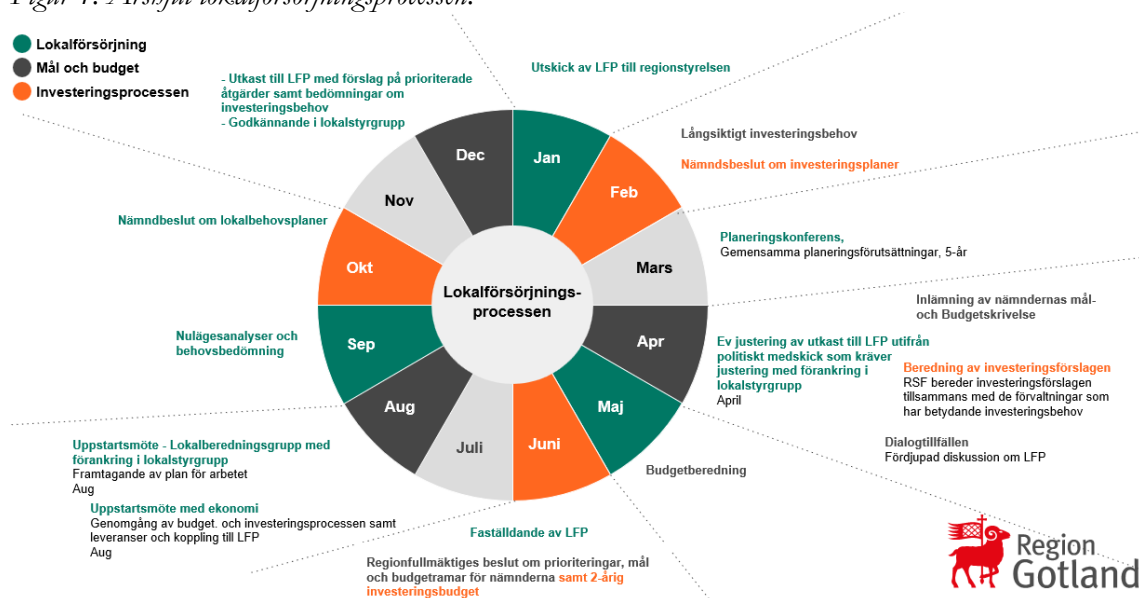 Figur 7. Årshjul lokalförsörjningsprocessen.
Lokalförsörjning
Mål och budget
Investeringsprocessen
- Utkast till LFP med förslag på prioriterade
åtgärder samt bedömningar om
investeringsbehov
- Godkännande i lokalstyrgrupp
Utskick av LFP till regionstyrelsen
Långsiktigt investeringsbehov
Nämndsbeslut om investeringsplaner
Planeringskonferens,
Gemensamma planeringsförutsättningar, 5-år
Inlämning av nämndernas mål-
och Budgetskrivelse
Ev justering av utkast till LFP utifrån
politiskt medskick som kräver
justering med förankring i
lokalstyrgrupp
April
Beredning av investeringsförslagen
RSF bereder investeringsförslagen
tillsammans med de förvaltningar som
har betydande investeringsbehov
Dialogtillfällen
Fördjupad diskussion om LFP
Budgetberedning
Faställdande av LFP
Regionfullmäktiges beslut om prioriteringar, mål
och budgetramar för nämnderna samt 2-årig
investeringsbudget
Uppstartsmöte - Lokalberedningsgrupp med
förankring i lokalstyrgrupp
Framtagande av plan för arbetet
Aug
Uppstartsmöte med ekonomi
Genomgång av budget. och investeringsprocessen samt
leveranser och koppling till LFP
Aug
Nulägesanalyser och
behovsbedömning
Nämndbeslut om lokalbehovsplaner
Jan
Feb
Mars
Apr
Maj
Juni
Juli
Aug
Sep
Okt
Nov
Dec
Lokalförsörjnings-
processen
Region
Gotland